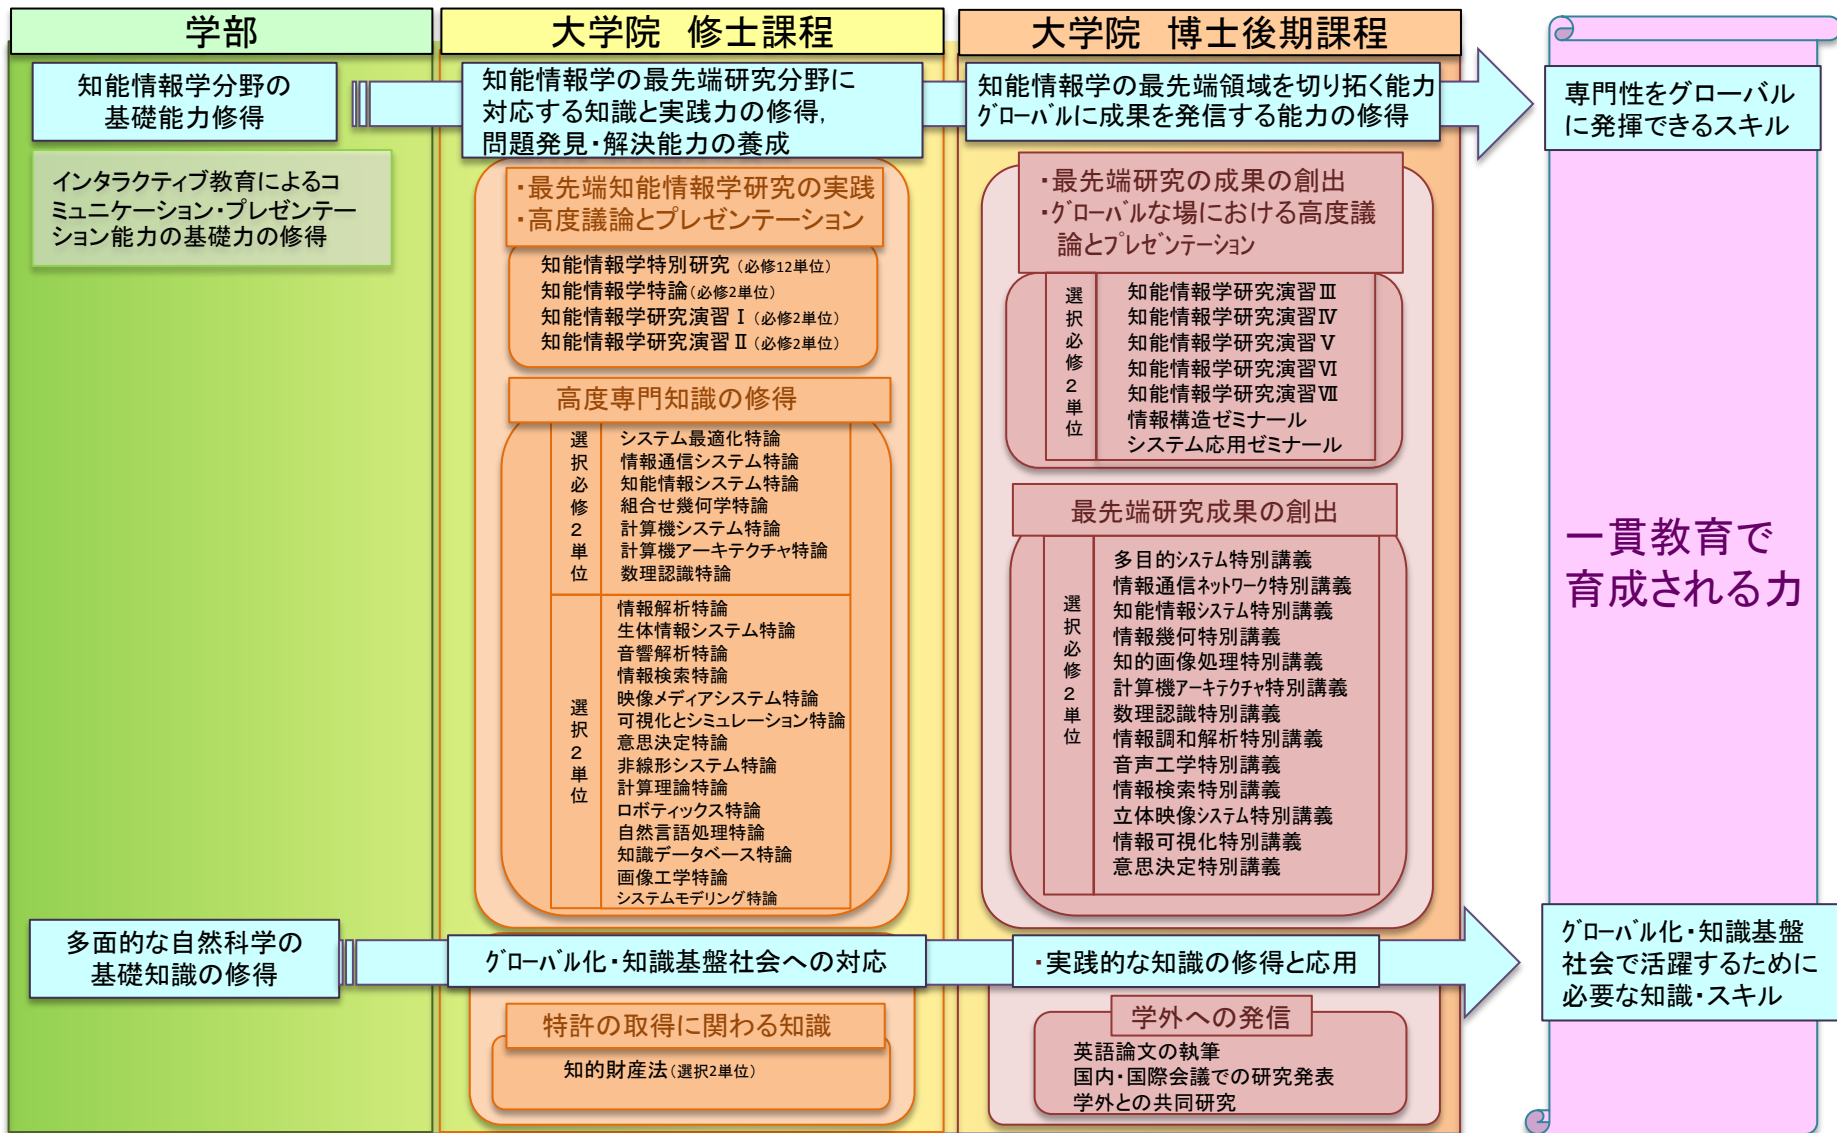 学部
知能情報学分野の
基礎能力修得
インタラクティブ教育によるコ
ミュニケーション・プレゼンテー
ション能力の基礎力の修得
多面的な自然科学の
基礎知識の修得
大学院　修士課程
知能情報学の最先端研究分野に
対応する知識と実践力の修得,
問題発見・解決能力の養成
・最先端知能情報学研究の実践
・高度議論とプレゼンテーション
知能情報学特別研究（必修12単位）
知能情報学特論（必修2単位）
知能情報学研究演習Ⅰ（必修2単位）
知能情報学研究演習Ⅱ（必修2単位）
高度専門知識の修得
選択必修２単位
システム最適化特論
情報通信システム特論
知能情報システム特論
組合せ幾何学特論
計算機システム特論
計算機アーキテクチャ特論
数理認識特論
選択２単位
情報解析特論
生体情報システム特論
音響解析特論
情報検索特論
映像メディアシステム特論
可視化とシミュレーション特論
意思決定特論
非線形システム特論
計算理論特論
ロボティックス特論
自然言語処理特論
知識データベース特論
画像工学特論
システムモデリング特論
ｸﾞﾛｰﾊﾞﾙ化・知識基盤社会への対応
特許の取得に関わる知識
知的財産法（選択2単位）
大学院　博士後期課程
知能情報学の最先端領域を切り拓く能力
ｸﾞﾛｰﾊﾞﾙに成果を発信する能力の修得
・最先端研究の成果の創出
・ｸﾞﾛｰﾊﾞﾙな場における高度議
論とﾌﾟﾚｾﾞﾝﾃｰｼｮﾝ
選択必修２単位
知能情報学研究演習Ⅲ
知能情報学研究演習Ⅳ
知能情報学研究演習Ⅴ
知能情報学研究演習Ⅵ
知能情報学研究演習Ⅶ
情報構造ゼミナール
システム応用ゼミナール
最先端研究成果の創出
選択必修２単位
多目的ｼｽﾃﾑ特別講義
情報通信ﾈｯﾄﾜｰｸ特別講義
知能情報ｼｽﾃﾑ特別講義
情報幾何特別講義
知的画像処理特別講義
計算機ｱｰｷﾃｸﾁｬ特別講義
数理認識特別講義
情報調和解析特別講義
音声工学特別講義
情報検索特別講義
立体映像ｼｽﾃﾑ特別講義
情報可視化特別講義
意思決定特別講義
・実践的な知識の修得と応用
学外への発信
英語論文の執筆
国内・国際会議での研究発表
学外との共同研究
専門性をグローバル
に発揮できるスキル
一貫教育で
育成される力
ｸﾞﾛｰﾊﾞﾙ化・知識基盤
社会で活躍するために
必要な知識・スキル